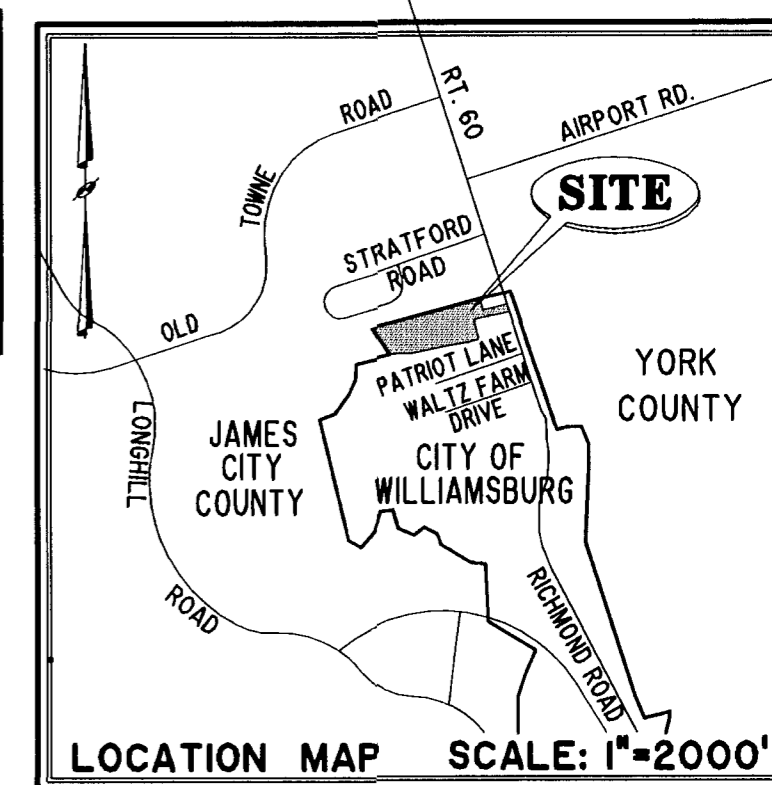 RT. 60
AIRPORT RD.
ROAD
TOWNE
OLD
SITE
STRATFORD
ROAD
PATRIOT LANE
WALTZ FARM
DRIVE
YORK
COUNTY
JAMES
CITY
COUNTY
CITY OF
WILLIAMSBURG
LONGHILL
ROAD
RICHMOND ROAD
LOCATION MAP SCALE: 1"=2000'